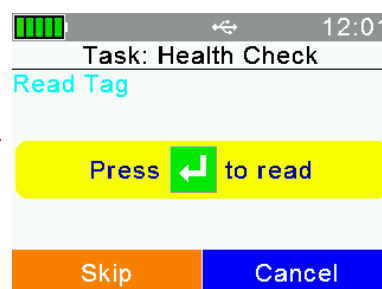 12:01
Task: Health Check
Read Tag
Press to read
Skip
Cancel